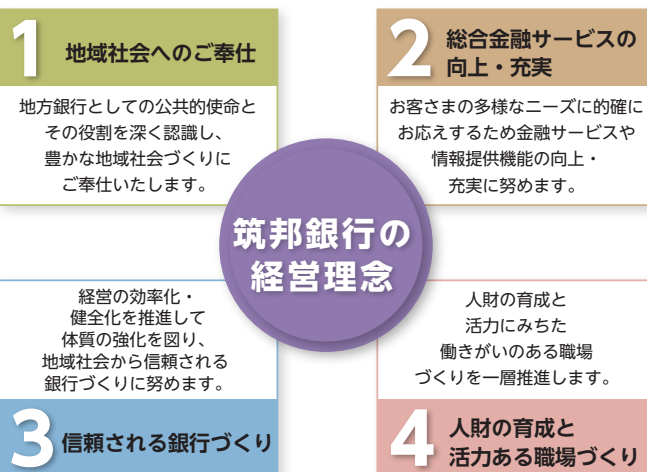 1 地域社会へのご奉仕
地方銀行としての公共的使命と
その役割を深く認識し、
豊かな地域社会づくりに
ご奉仕いたします。
2 総合金融サービスの
向上・充実
お客さまの多様なニーズに的確に
お応えするため金融サービスや
情報提供機能の向上・
充実に努めます。
筑邦銀行の
経営理念
経営の効率化・
健全化を推進して
体質の強化を図り、
地域社会から信頼される
銀行づくりに努めます。
3 信頼される銀行づくり
人財の育成と
活力にみちた
働きがいのある職場
づくりを一層推進します。
4 人財の育成と
活力ある職場づくり